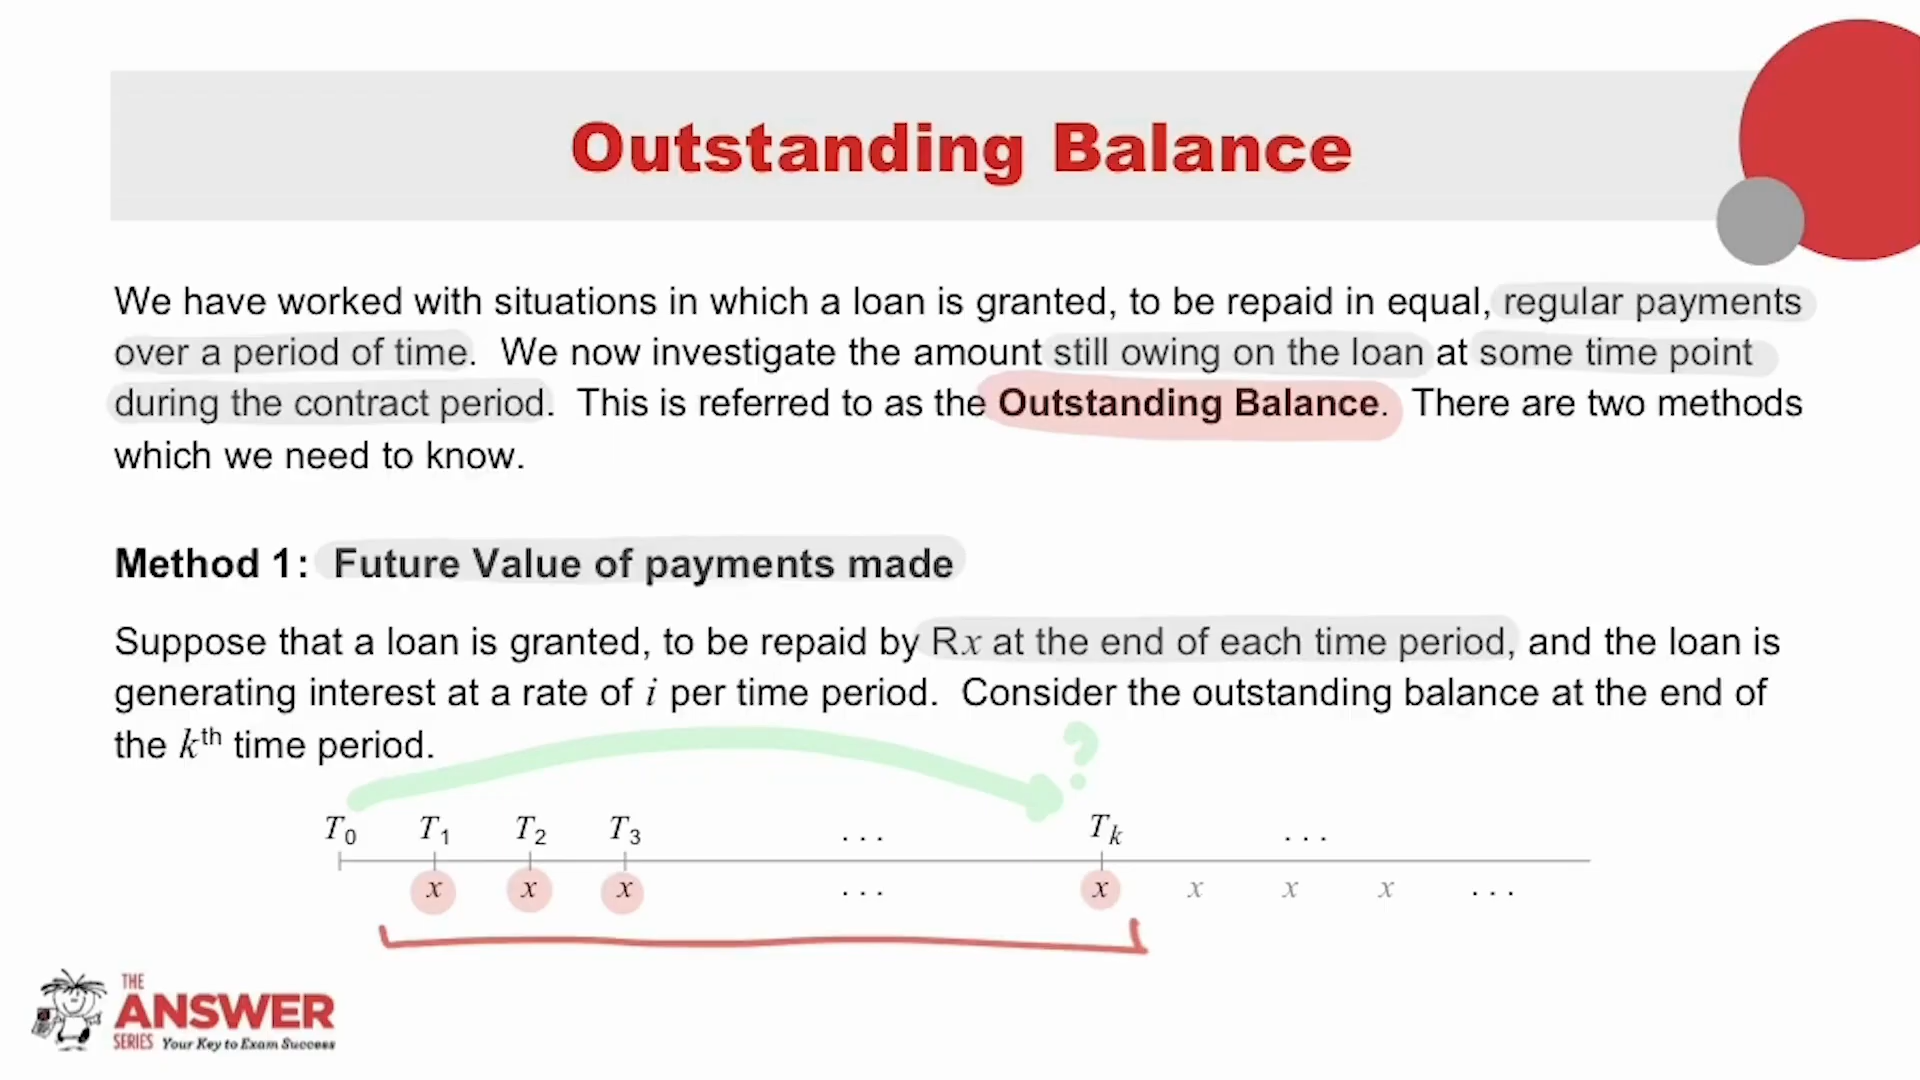 Outstanding Balance
We have worked with situations in which a loan is granted, to be repaid in equal, regular payments
over a period of time. We now investigate the amount still owing on the loan at some time point
during the contract period. This is referred to as the Outstanding Balance. There are two methods
which we need to know.
Method 1: Future Value of payments made
Suppose that a loan is granted, to be repaid by Rx at the end of each time period, and the loan is
generating interest at a rate of i per time period. Consider the outstanding balance at the end of
the kth time period.
?
T0 T1 T2 T3 ... Tk ...
x x x ... x x x x ...
THE
ANSWER
SERIES Your Key to Exam Success